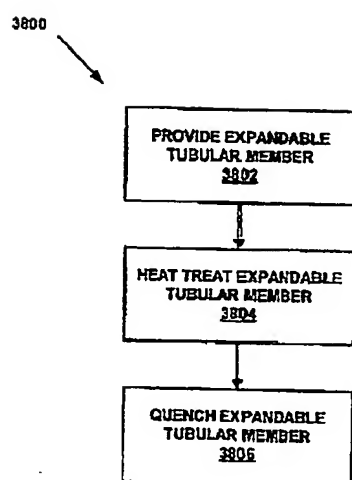 3800
PROVIDE EXPANDABLE
TUBULAR MEMBER
3802
HEAT TREAT EXPANDABLE
TUBULAR MEMBER
3804
QUENCH EXPANDABLE
TUBULAR MEMBER
3806